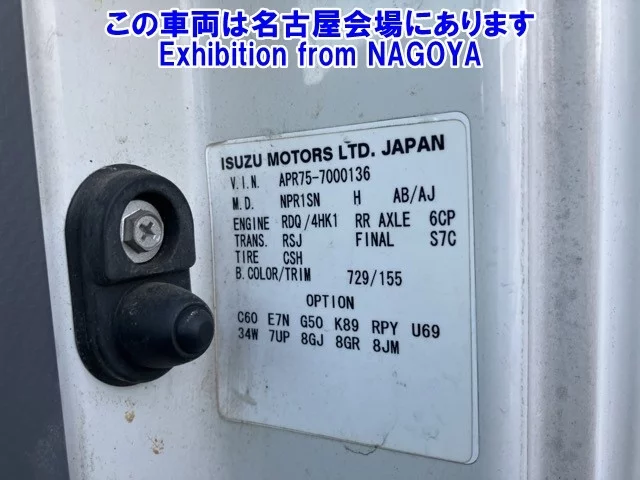 この車両は名古屋会場にあります
Exhibition from NAGOYA
ISUZU MOTORS LTD. JAPAN
V.I.N. APR75-7000136
M.D. NPR1SN H AB/AJ
ENGINE RDQ/4HK1 RR AXLE 6CP
TRANS. RSJ FINAL S7C
TIRE CSH
B.COLOR/TRIM 729/155
OPTION
C60 E7N G50 K89 RPY U69
34W 7UP 8GJ 8GR 8JM